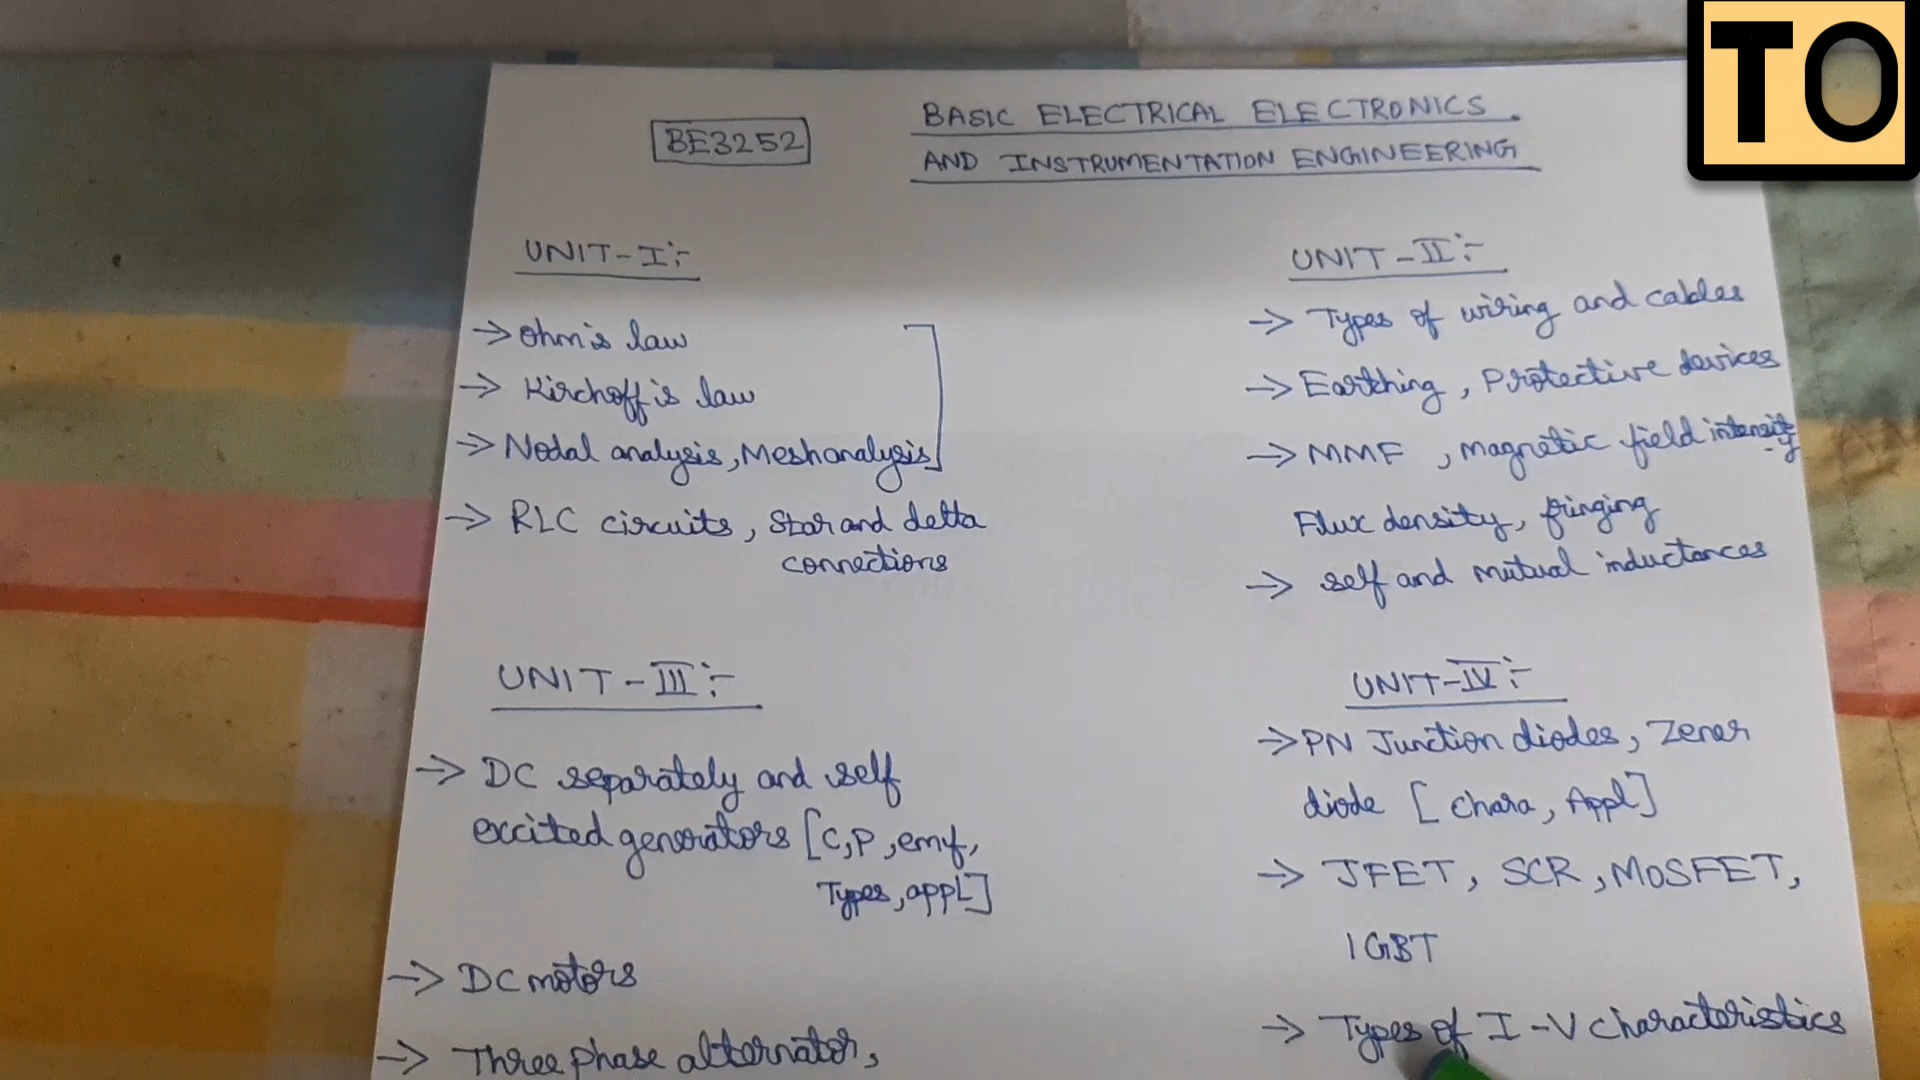 TO
BE3252
BASIC ELECTRICAL ELECTRONICS
AND INSTRUMENTATION ENGINEERING
UNIT-I:-
→ Ohm's law
→ Kirchoff's law
→ Nodal analysis, Mesh analysis
→ RLC circuits, Star and delta
connections
UNIT-II:-
→ Types of wiring and cables
→ Earthing, Protective devices
→ MMF, magnetic field intensity
Flux density, fringing
→ self and mutual inductances
UNIT-III:-
→ DC separately and self
excited generators [C, P, emf,
Types, appl]
→ DC motors
→ Three phase alternator,
UNIT-IV:-
→ PN Junction diodes, Zener
diode [chara, Appl]
→ JFET, SCR, MOSFET,
IGBT
→ Types of I-V characteristics